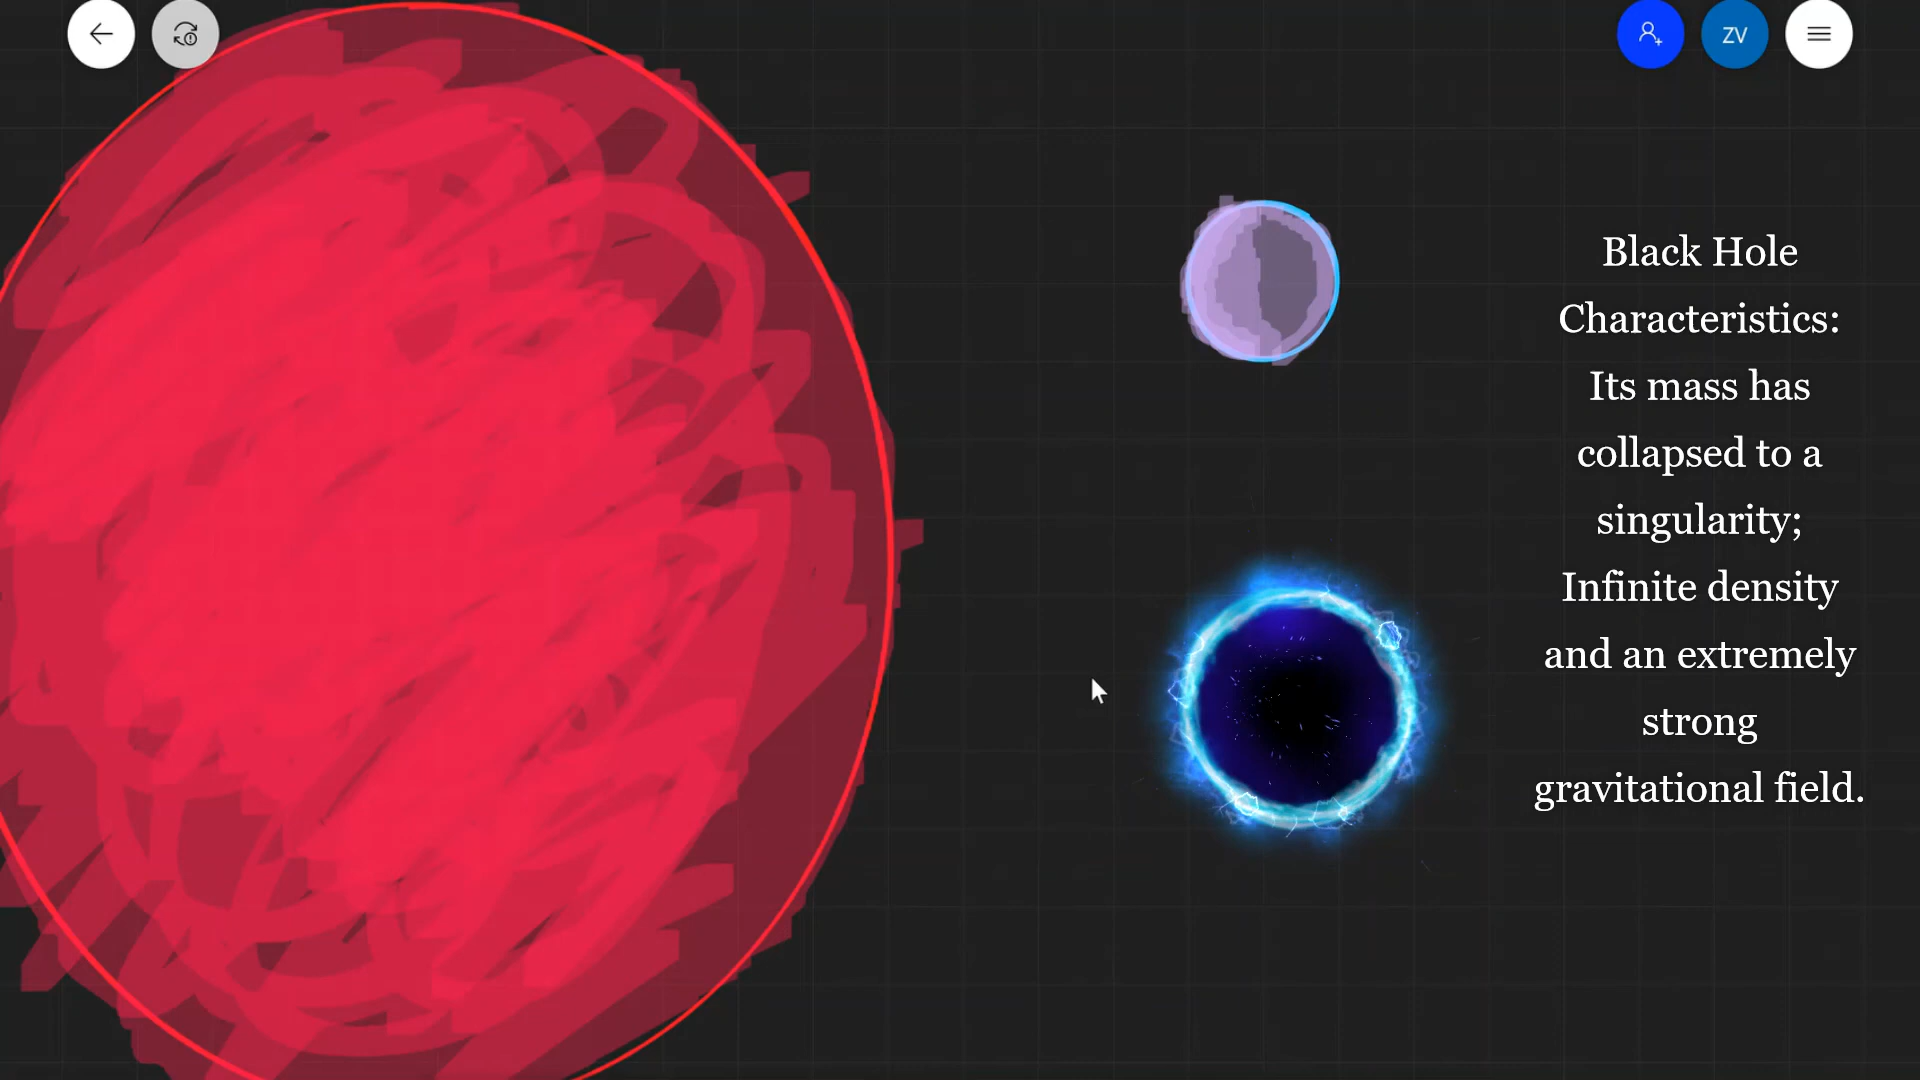 ZV
Black Hole
Characteristics:
Its mass has
collapsed to a
singularity;
Infinite density
and an extremely
strong
gravitational field.